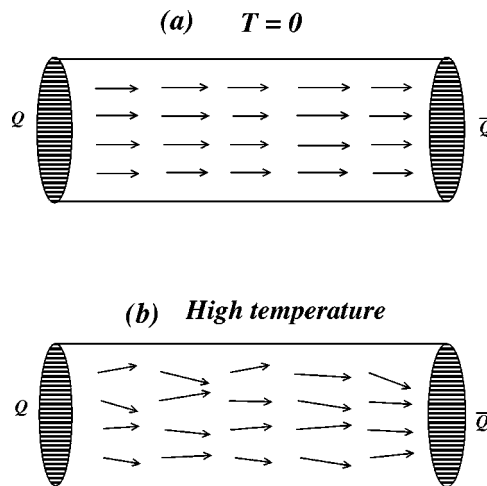 (a) T = 0
Q Q̅
(b) High temperature
Q Q̅